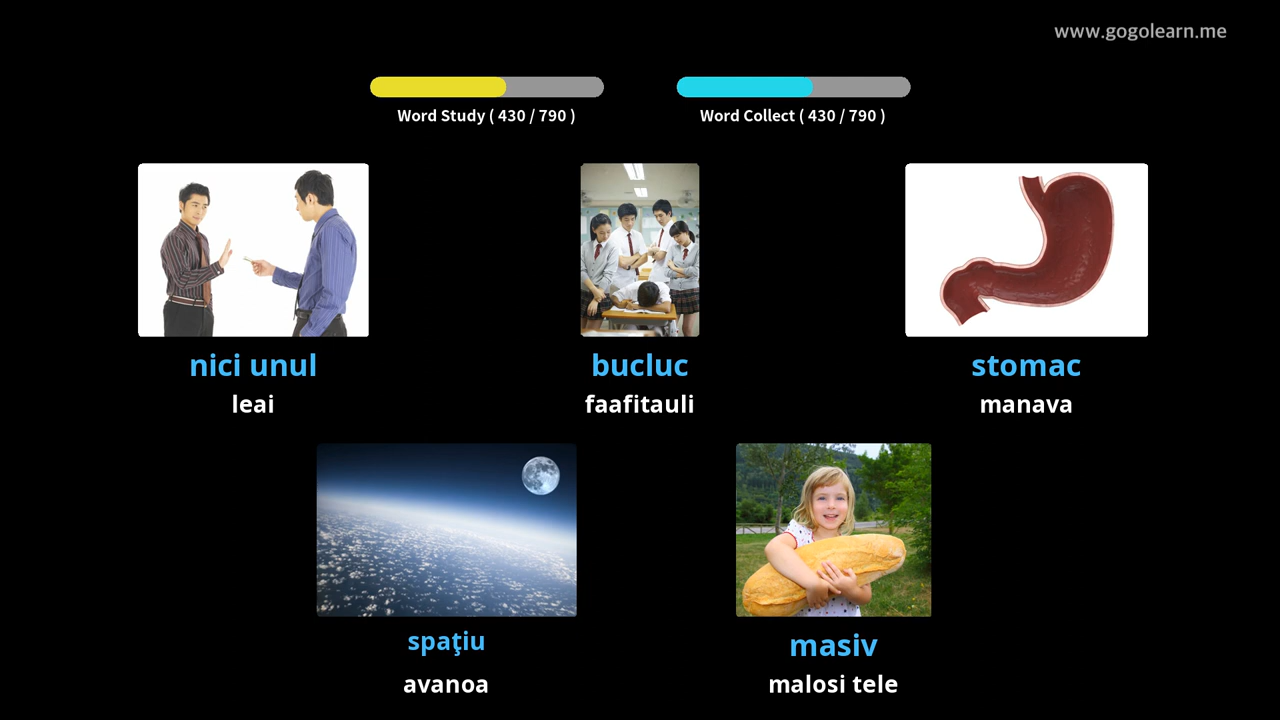 www.gogolearn.me
Word Study ( 430 / 790 )
Word Collect ( 430 / 790 )
nici unul
leai
bucluc
faafitauli
stomac
manava
spaţiu
avanoa
masiv
malosi tele